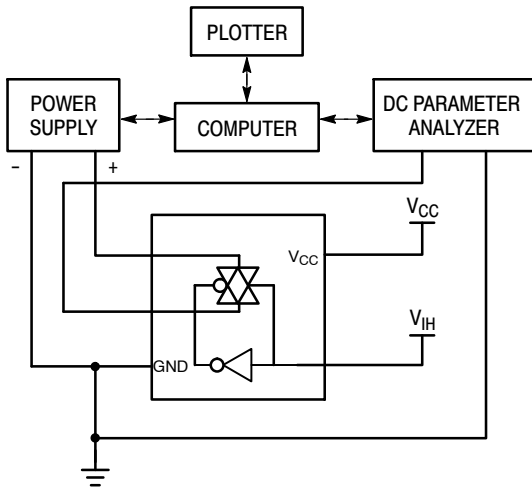 PLOTTER
POWER
SUPPLY
COMPUTER
DC PARAMETER
ANALYZER
-
+
VCC
VCC
VIH
GND